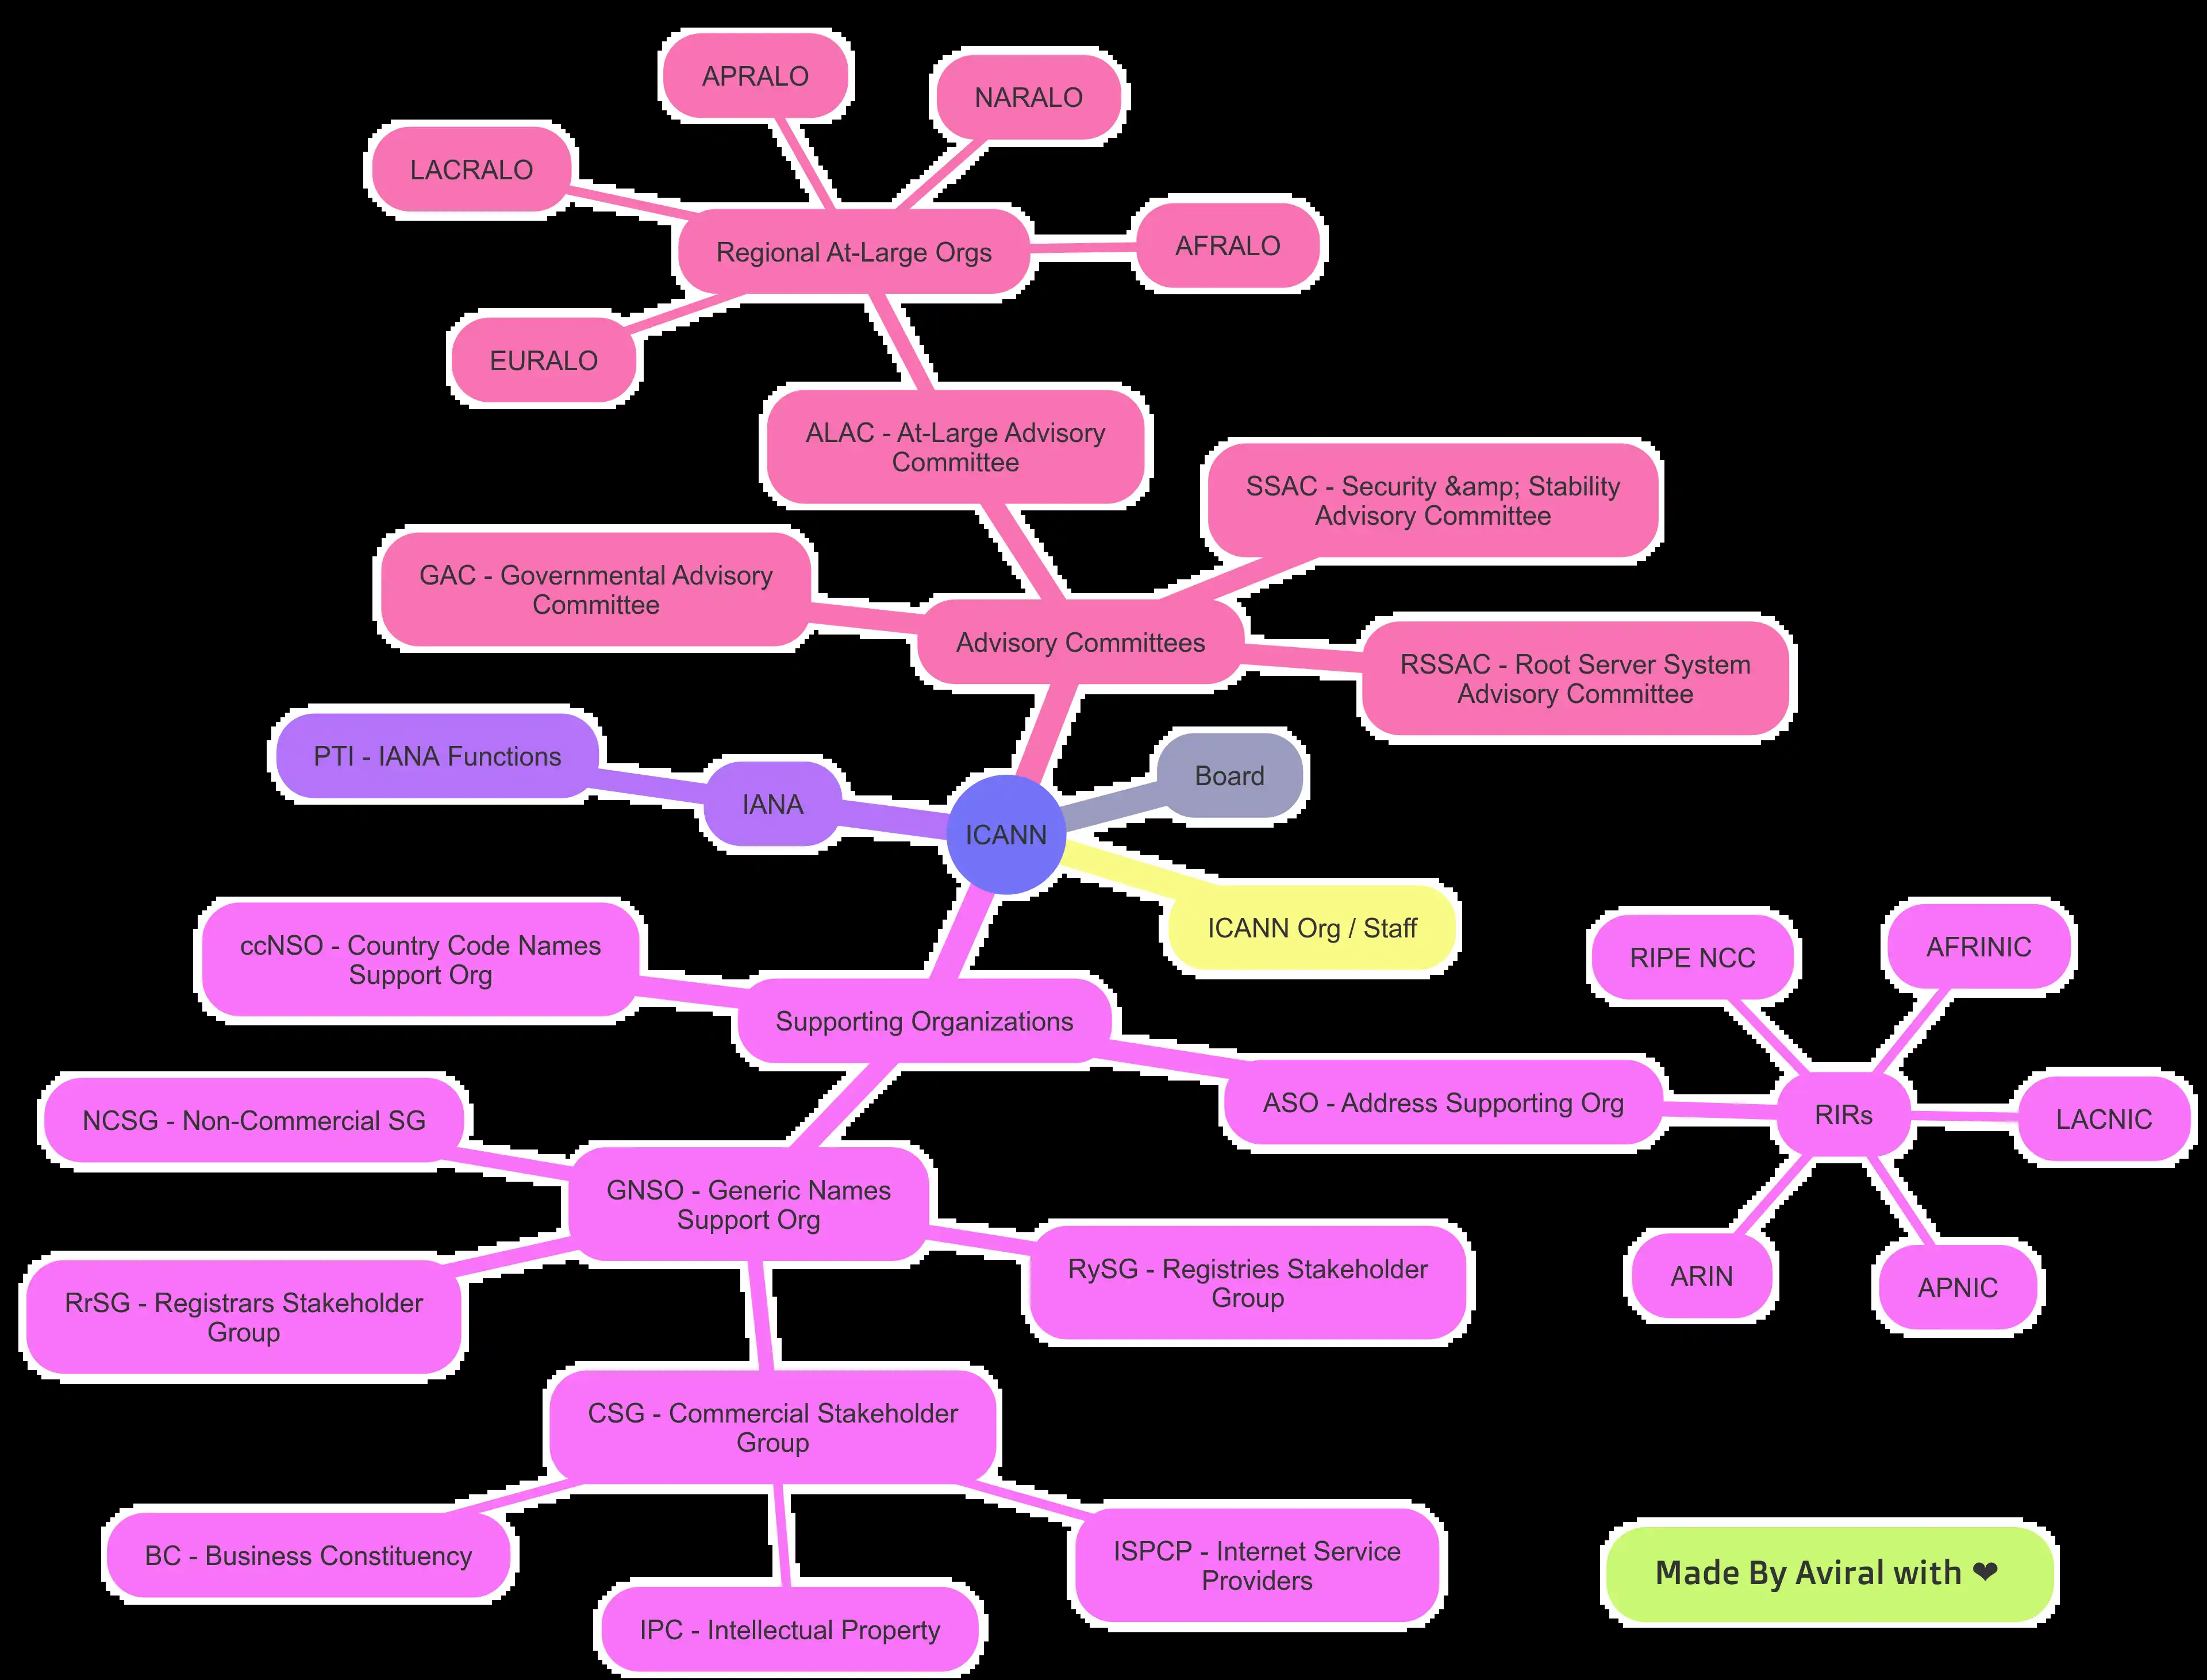 APRALO
NARALO
LACRALO
Regional At-Large Orgs
AFRALO
EURALO
ALAC - At-Large Advisory
Committee
SSAC - Security &amp; Stability
Advisory Committee
GAC - Governmental Advisory
Committee
Advisory Committees
RSSAC - Root Server System
Advisory Committee
PTI - IANA Functions
IANA
Board
ICANN
ICANN Org / Staff
ccNSO - Country Code Names
Support Org
Supporting Organizations
RIPE NCC
AFRINIC
ASO - Address Supporting Org
RIRs
LACNIC
NCSG - Non-Commercial SG
GNSO - Generic Names
Support Org
RrSG - Registrars Stakeholder
Group
RySG - Registries Stakeholder
Group
ARIN
APNIC
CSG - Commercial Stakeholder
Group
BC - Business Constituency
IPC - Intellectual Property
ISPCP - Internet Service
Providers
Made By Aviral with ❤